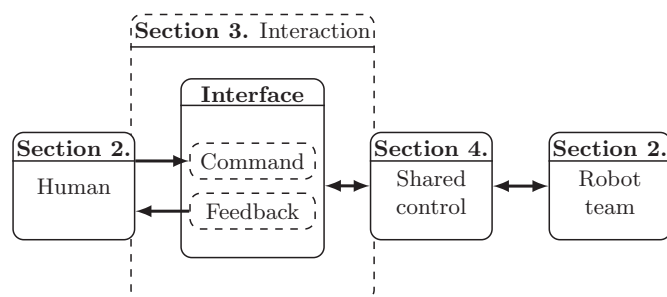 Section 3. Interaction
Interface
Section 2.
Human
Command
Feedback
Section 4.
Shared
control
Section 2.
Robot
team